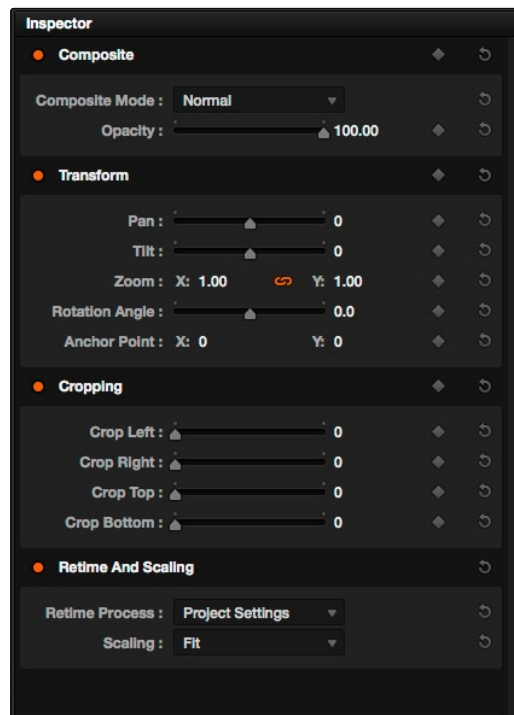 Inspector
Composite
Composite Mode : Normal
Opacity : 100.00
Transform
Pan : 0
Tilt : 0
Zoom : X: 1.00 Y: 1.00
Rotation Angle : 0.0
Anchor Point : X: 0 Y: 0
Cropping
Crop Left : 0
Crop Right : 0
Crop Top : 0
Crop Bottom : 0
Retime And Scaling
Retime Process : Project Settings
Scaling : Fit